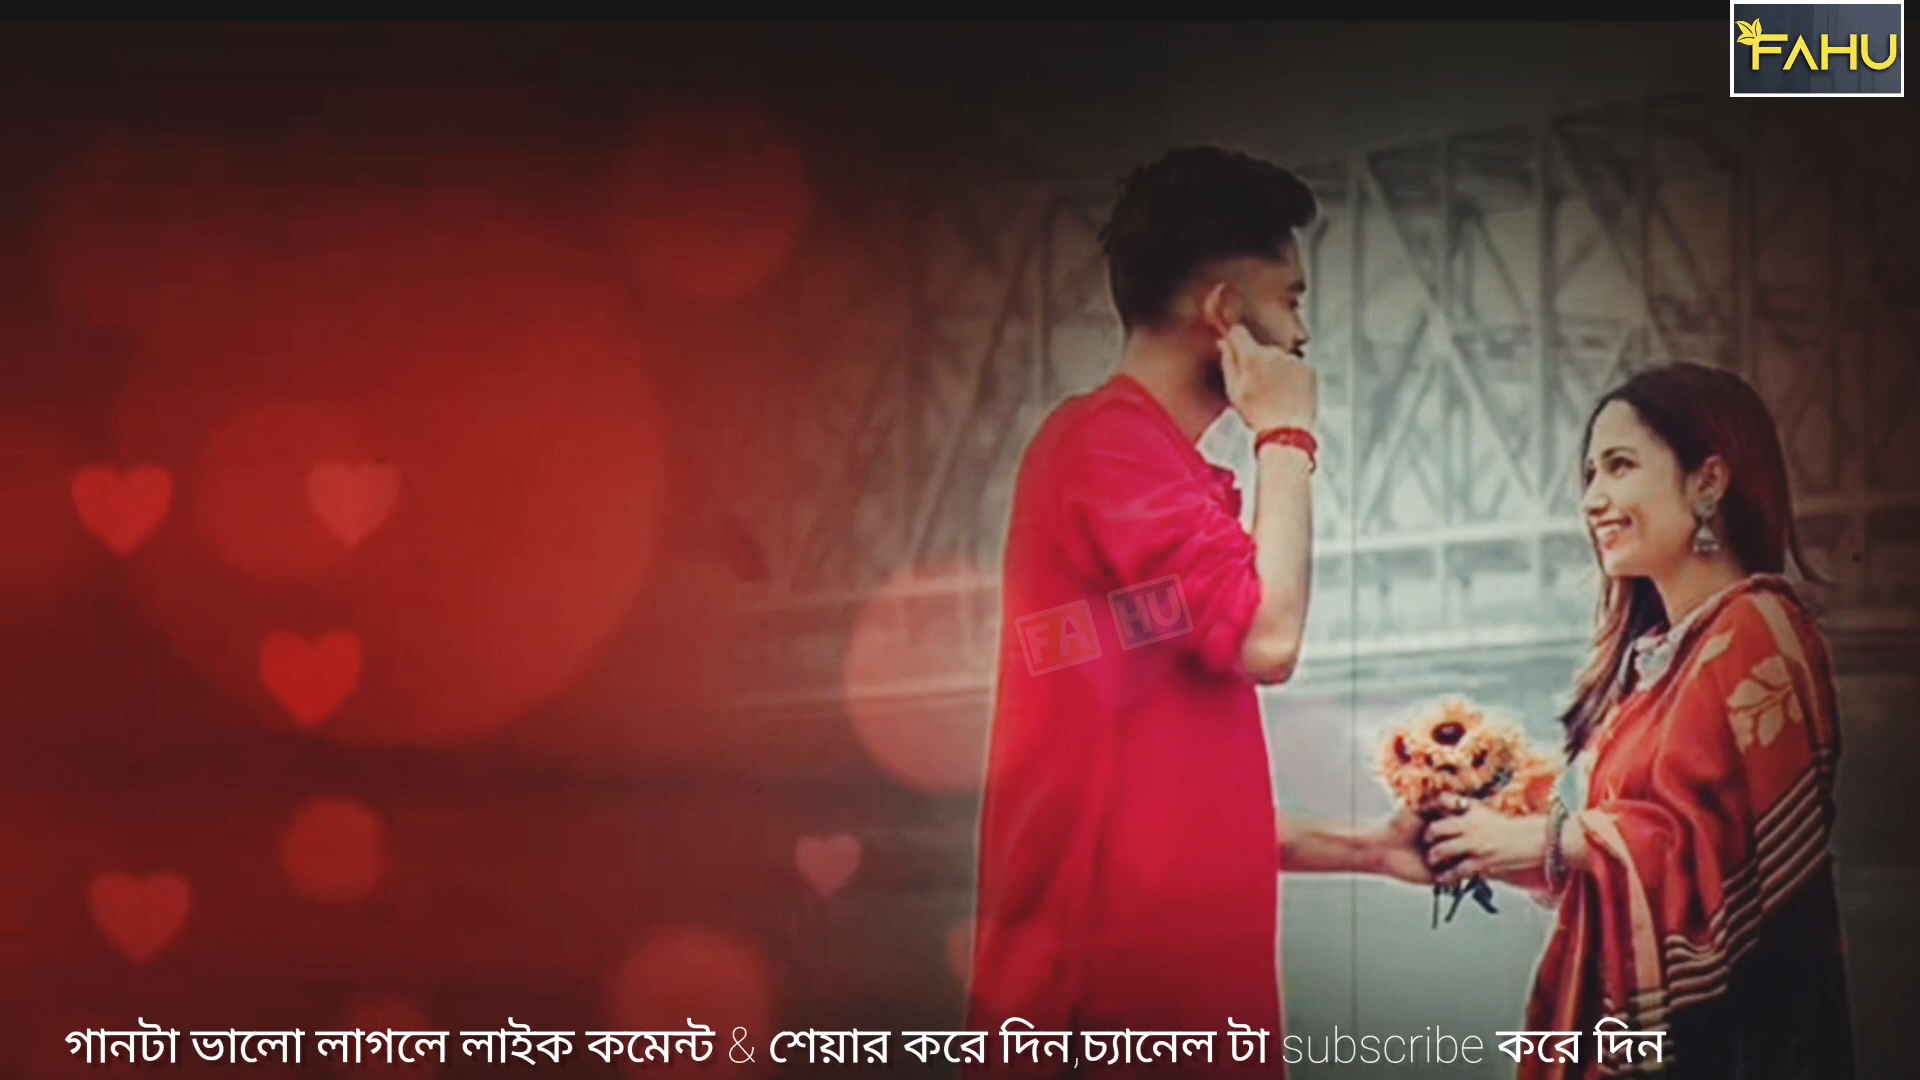 FAHU
FA HU
গানটা ভালো লাগলে লাইক কমেন্ট & শেয়ার করে দিন,চ্যানেল টা subscribe করে দিন